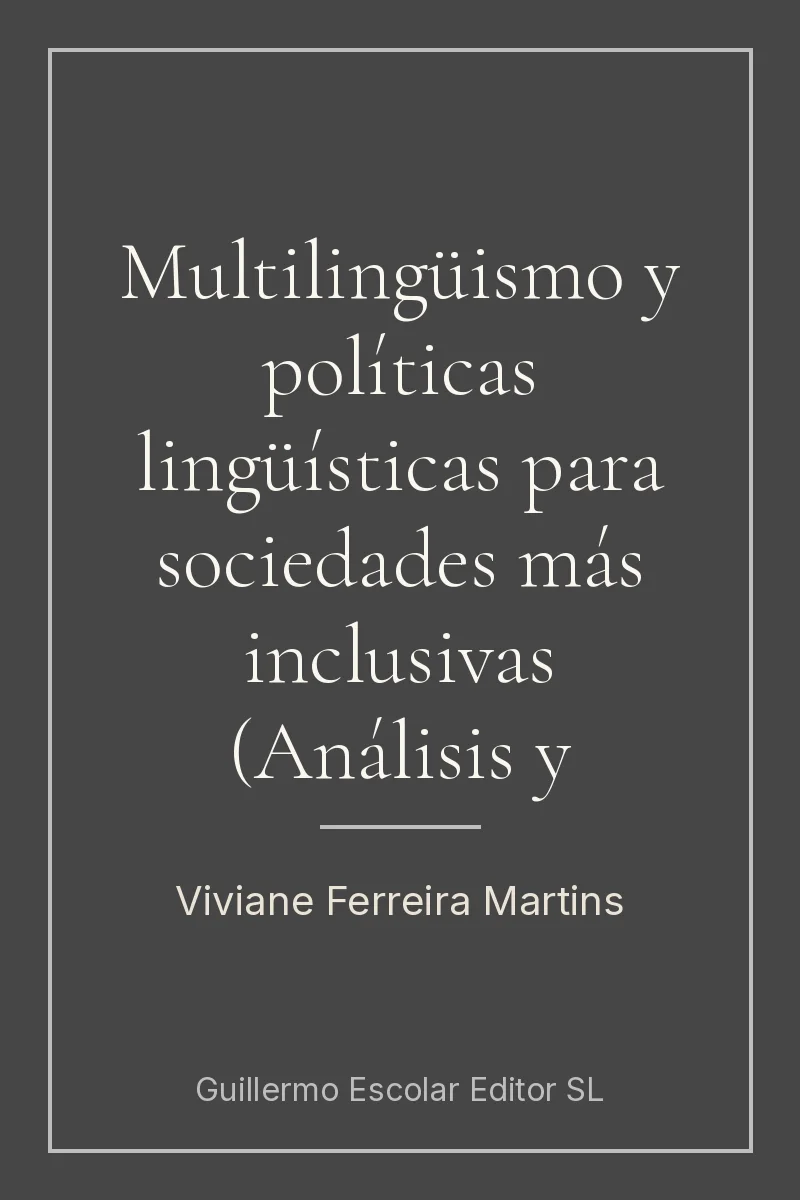 Multilingüismo y
políticas
lingüísticas para
sociedades más
inclusivas
(Análisis y
Viviane Ferreira Martins
Guillermo Escolar Editor SL